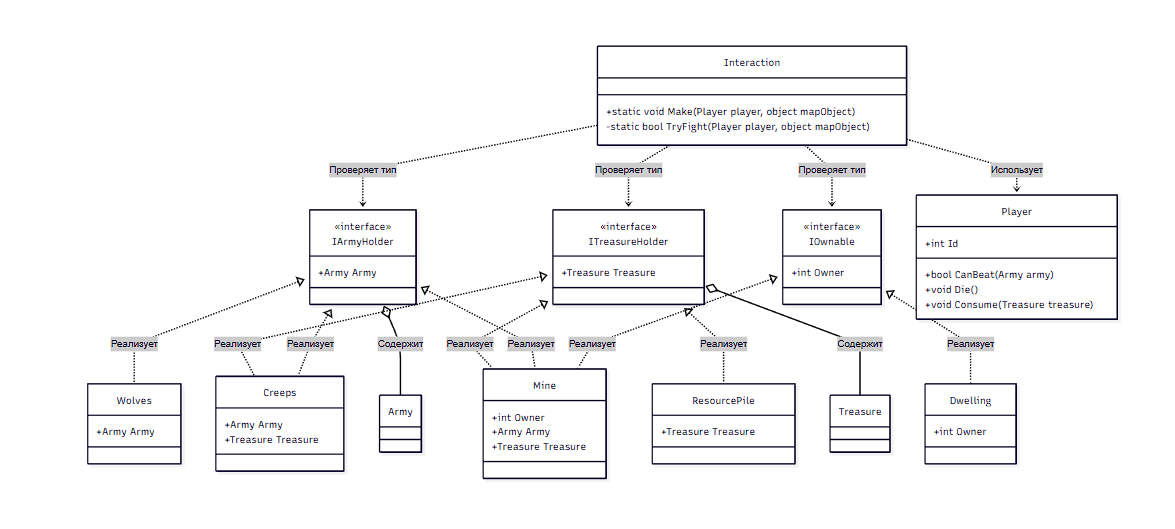 Interaction
+static void Make(Player player, object mapObject)
-static bool TryFight(Player player, object mapObject)
Проверяет тип
Проверяет тип
Проверяет тип
Использует
«interface»
IArmyHolder
+Army Army
«interface»
ITreasureHolder
+Treasure Treasure
«interface»
IOwnable
+int Owner
Player
+int Id
+bool CanBeat(Army army)
+void Die()
+void Consume(Treasure treasure)
Реализует
Реализует
Реализует
Содержит
Реализует
Реализует
Реализует
Реализует
Содержит
Реализует
Wolves
+Army Army
Creeps
+Army Army
+Treasure Treasure
Army
Mine
+int Owner
+Army Army
+Treasure Treasure
ResourcePile
+Treasure Treasure
Treasure
Dwelling
+int Owner